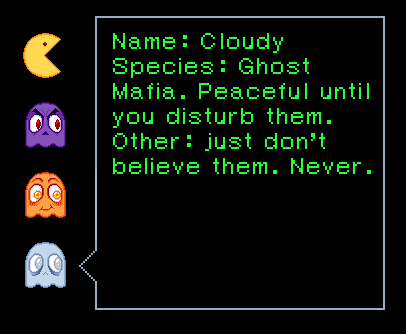 Name: Cloudy
Species: Ghost
Mafia. Peaceful until
you disturb them.
Other: just don't
believe them. Never.